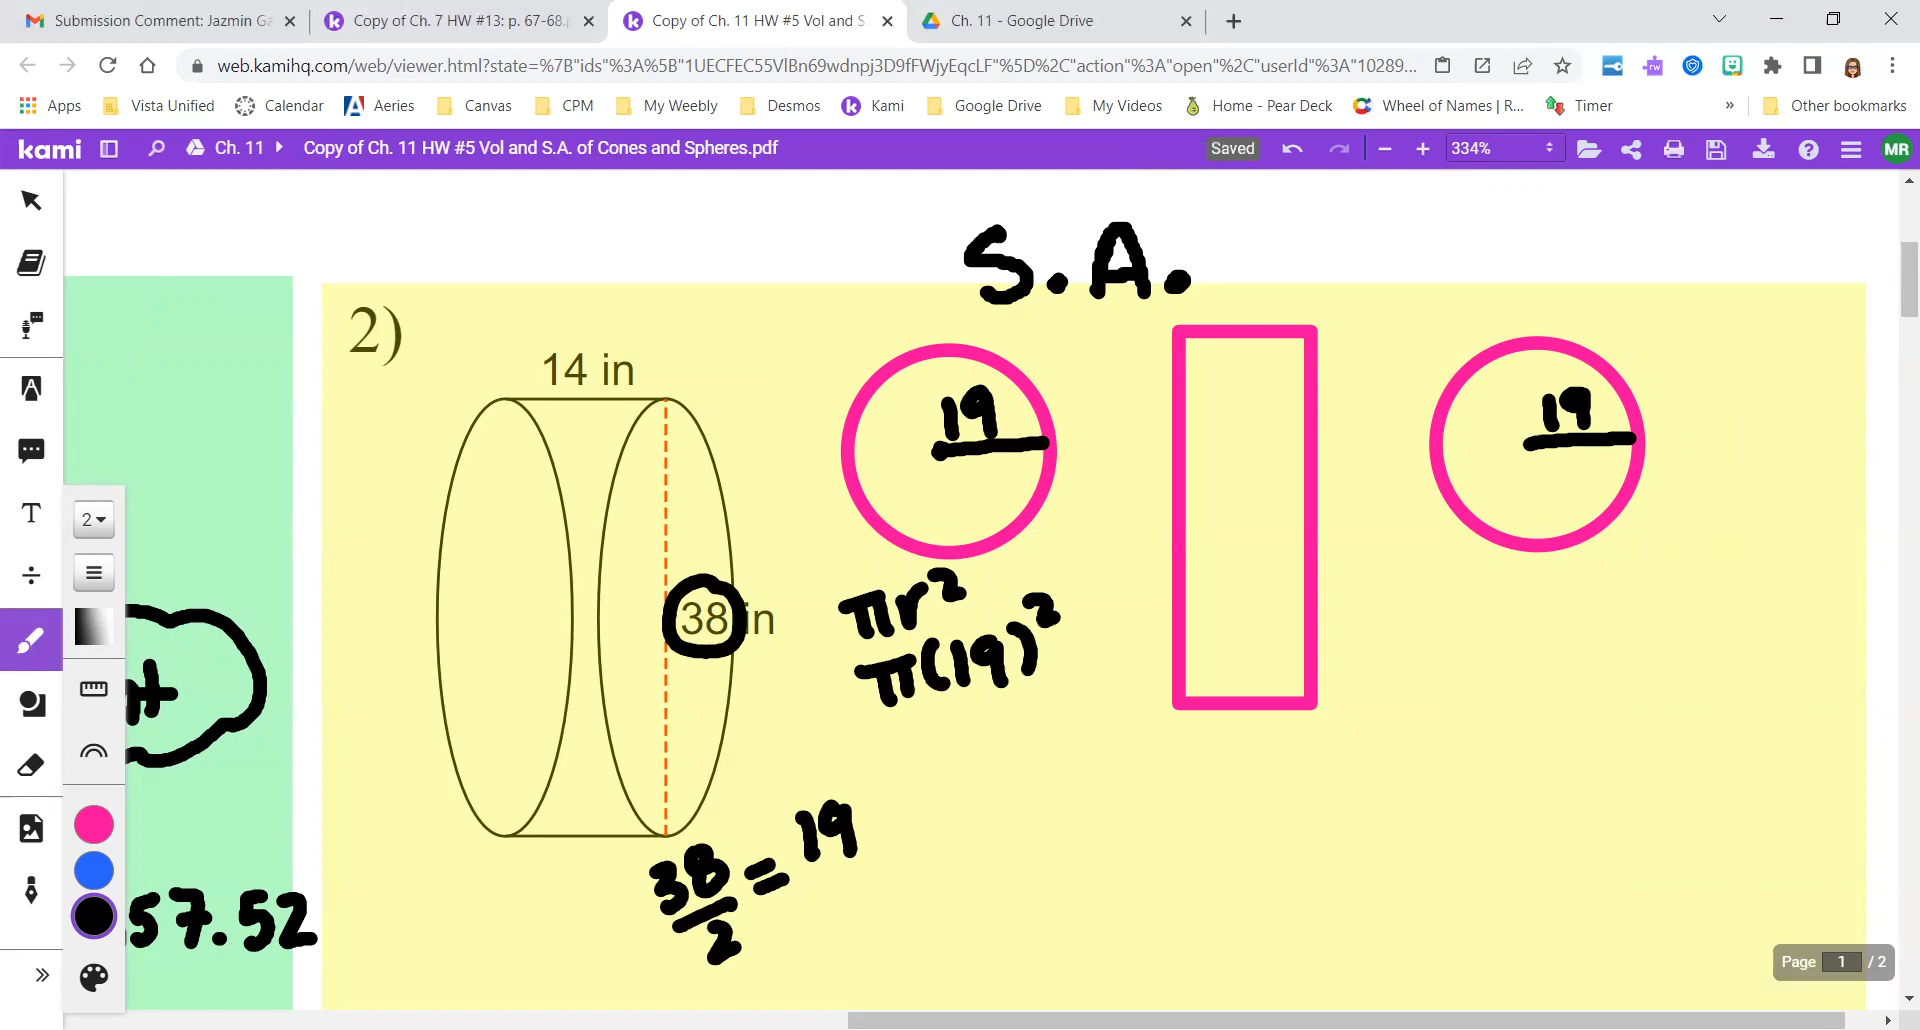 Submission Comment: Jazmin Ga
Copy of Ch. 7 HW #13: p. 67-68.
Copy of Ch. 11 HW #5 Vol and S
Ch. 11 - Google Drive
web.kamihq.com/web/viewer.html?state=%7B"ids"%3A%5B"1UECFEC55VlBn69wdnpj3D9fFWjyEqcLF"%5D%2C"action"%3A"open"%2C"userId"%3A"10289...
Apps
Vista Unified
Calendar
Aeries
Canvas
CPM
My Weebly
Desmos
Kami
Google Drive
My Videos
Home - Pear Deck
Wheel of Names | R...
Timer
»
Other bookmarks
kami
Ch. 11
Copy of Ch. 11 HW #5 Vol and S.A. of Cones and Spheres.pdf
Saved
334%
MR
S.A.
2)
14 in
19
19
38 in
πr²
π(19)²
38/2 = 19
57.52
2
T
Page 1 / 2